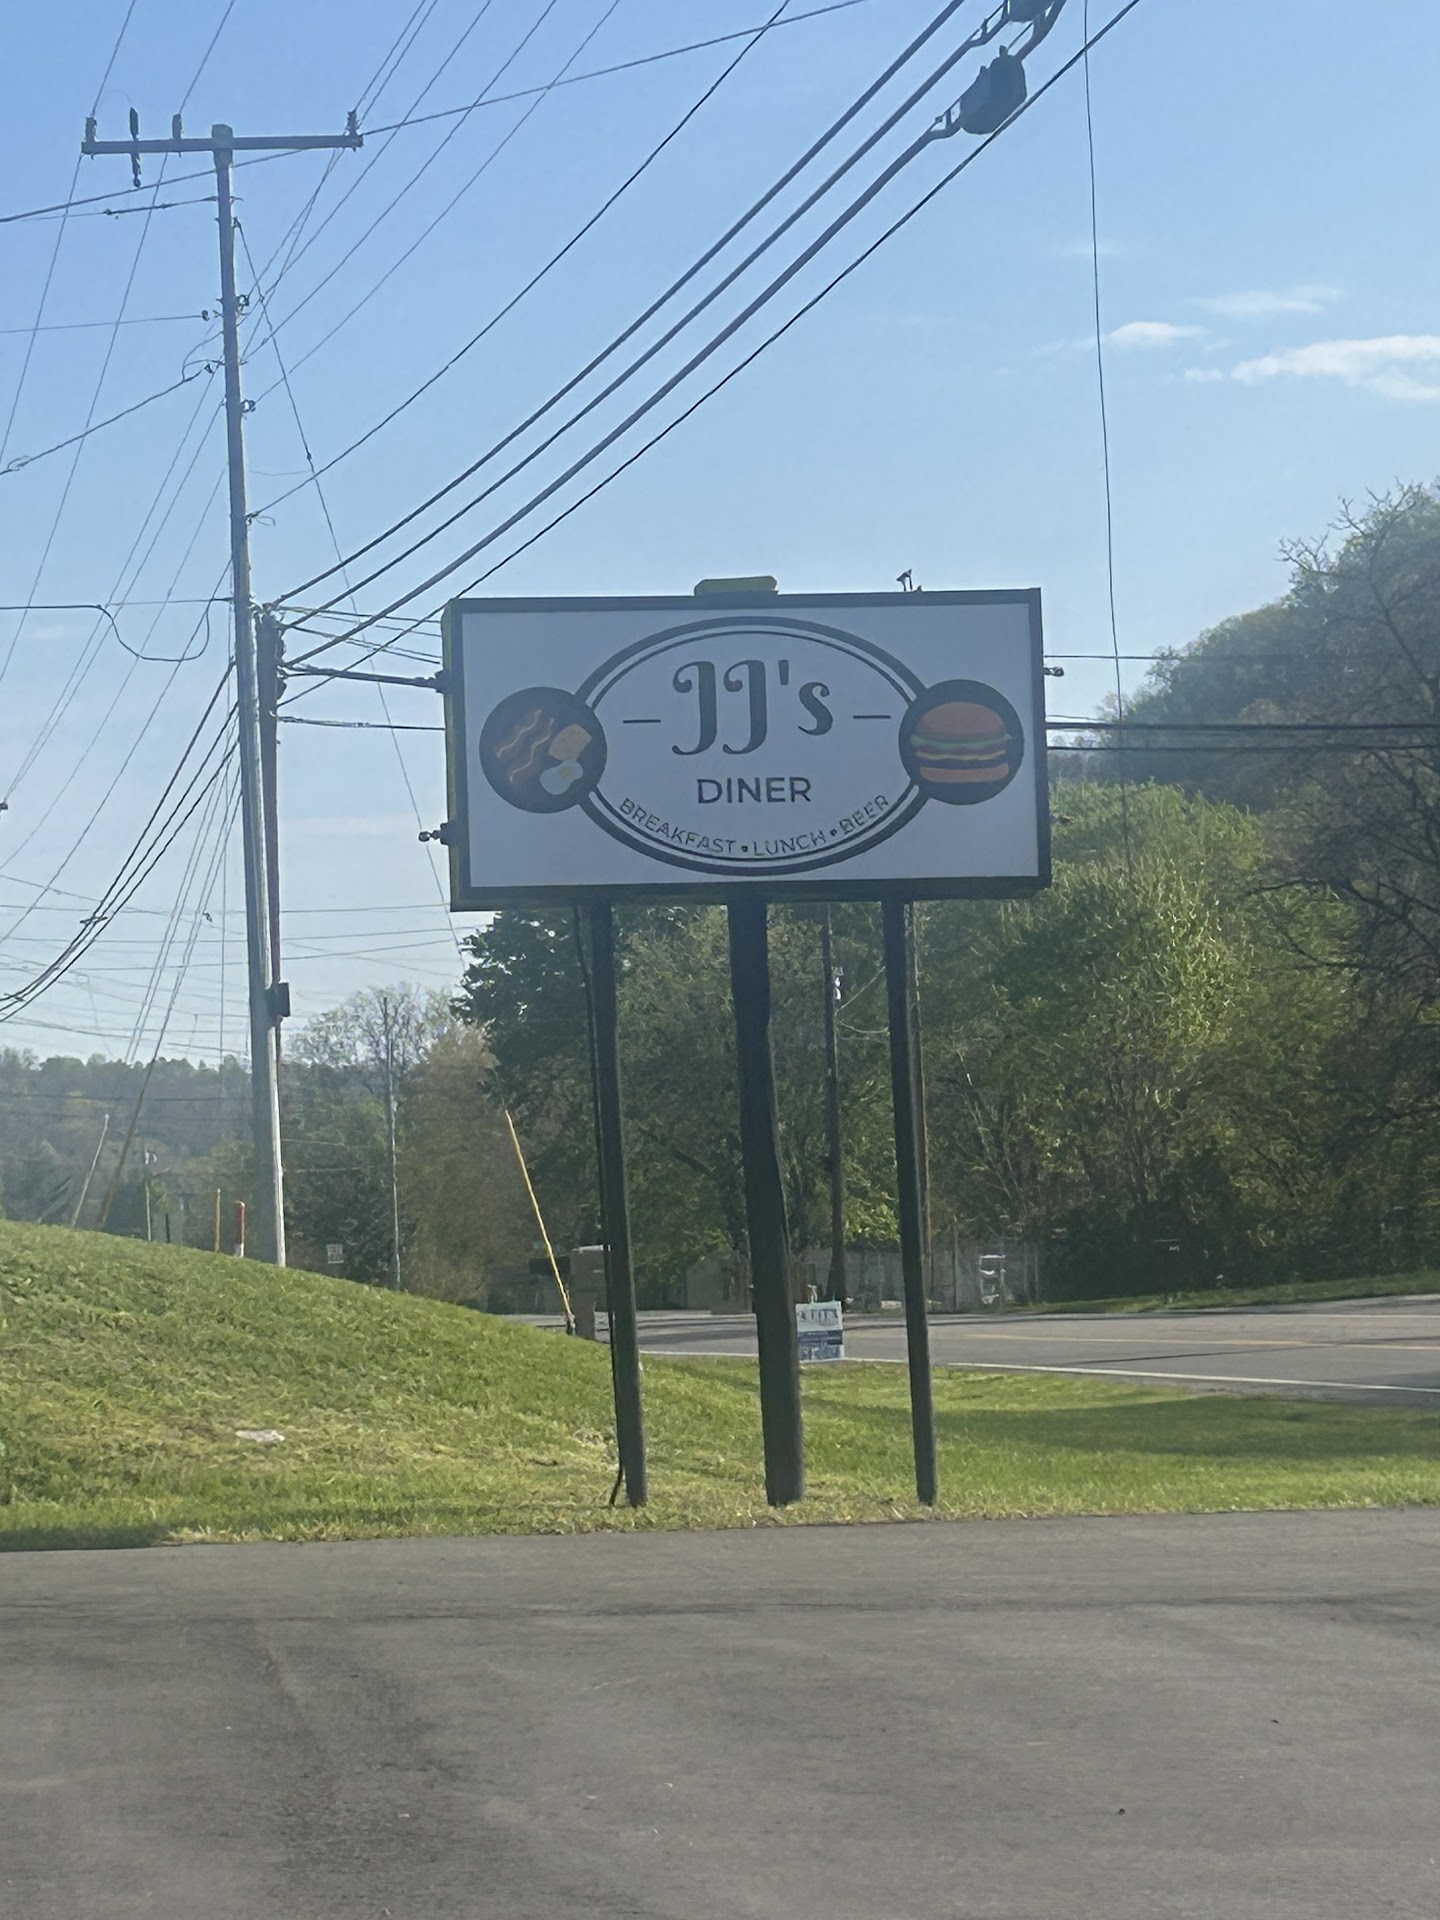 JJ's
DINER
BREAKFAST • LUNCH • BEER